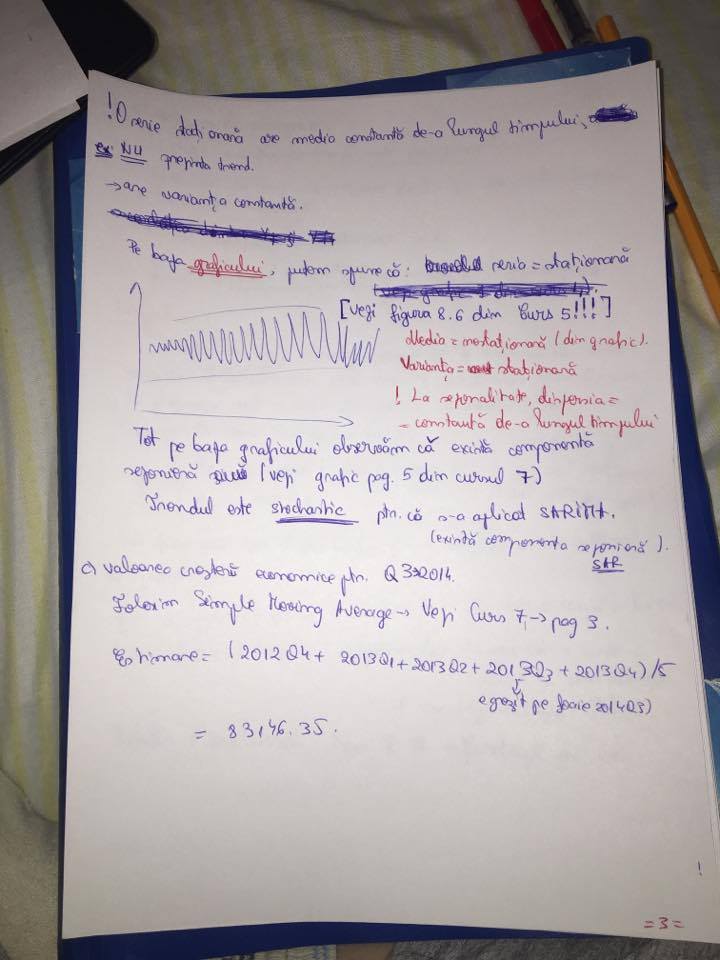 ! O serie staționară are media constantă de-a lungul timpului,
NU prezintă trend.
→ are varianța constantă.
Pe baza graficului, putem spune că: seria = staționară
[Vezi figura 8.6 din Curs 5!!!]
Media = nestaționară (din grafic).
Varianța = staționară
! La sezonalitate, dispersia =
= constantă de-a lungul timpului
Tot pe baza graficului observăm că există componentă
sezonieră (vezi grafic pag. 5 din cursul 7)
Trendul este stochastic ptr. că s-a aplicat SARIMA.
(există componenta sezonieră).
SAR
c) valoarea creșterii economice ptr. Q3 2014.
Folosim Simple Moving Average → Vezi Curs 7, → pag 3.
Estimare = (2012Q4 + 2013Q1 + 2013Q2 + 2013Q3 + 2013Q4)/5
e greșit pe foaie 2014Q3)
= 83146.35.
!
= 3 =